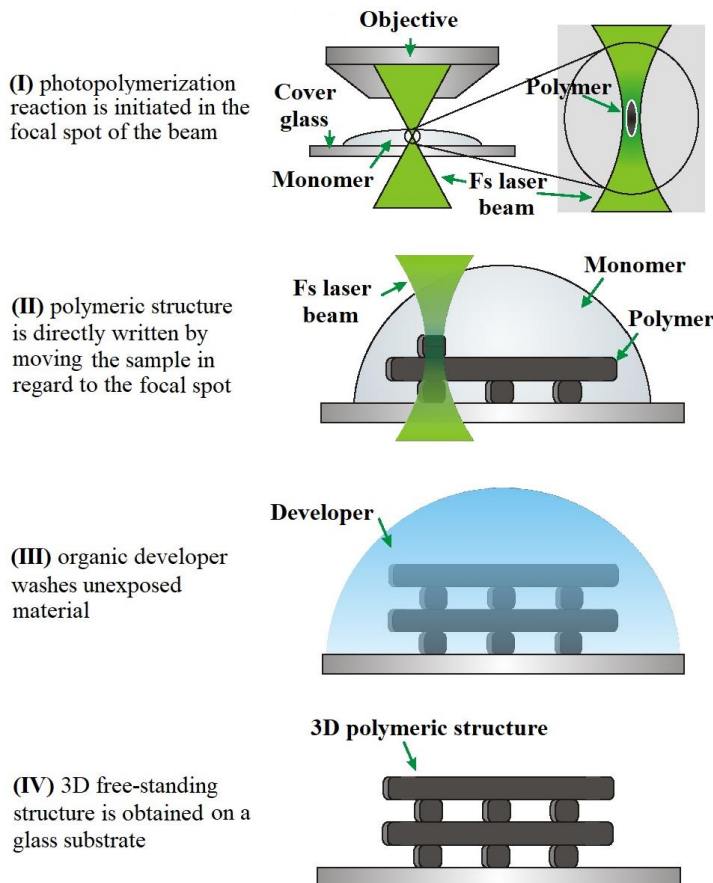 Objective
(I) photopolymerization
reaction is initiated in the
focal spot of the beam
Cover
glass
Monomer
Polymer
Fs laser
beam
(II) polymeric structure
is directly written by
moving the sample in
regard to the focal spot
Fs laser
beam
Monomer
Polymer
(III) organic developer
washes unexposed
material
Developer
(IV) 3D free-standing
structure is obtained on a
glass substrate
3D polymeric structure